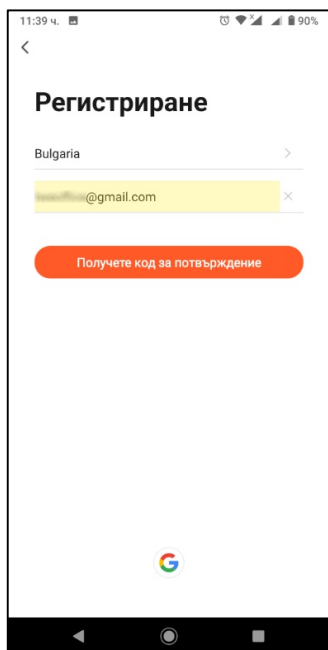 11:39 ч. 90%
Регистриране
Bulgaria
@gmail.com
Получете код за потвърждение
G